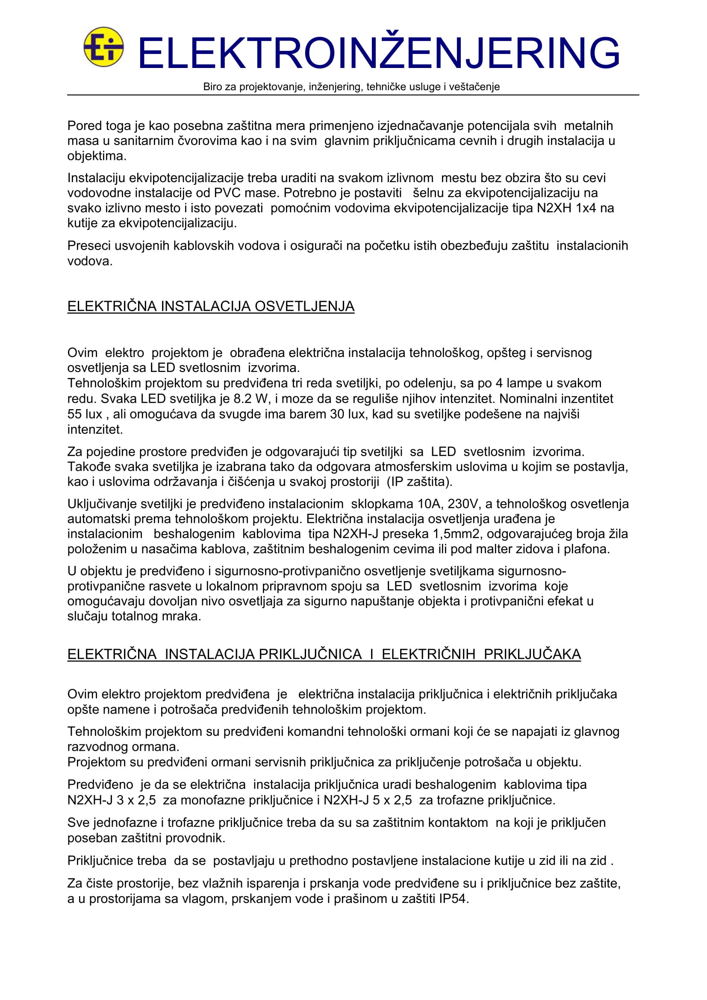 Ei ELEKTROINŽENJERING
Biro za projektovanje, inženjering, tehničke usluge i veštačenje
Pored toga je kao posebna zaštitna mera primenjeno izjednačavanje potencijala svih  metalnih
masa u sanitarnim čvorovima kao i na svim  glavnim priključnicama cevnih i drugih instalacija u
objektima.
Instalaciju ekvipotencijalizacije treba uraditi na svakom izlivnom  mestu bez obzira što su cevi
vodovodne instalacije od PVC mase. Potrebno je postaviti   šelnu za ekvipotencijalizaciju na
svako izlivno mesto i isto povezati  pomoćnim vodovima ekvipotencijalizacije tipa N2XH 1x4 na
kutije za ekvipotencijalizaciju.
Preseci usvojenih kablovskih vodova i osigurači na početku istih obezbeđuju zaštitu  instalacionih
vodova.
ELEKTRIČNA INSTALACIJA OSVETLJENJA
Ovim  elektro  projektom je  obrađena električna instalacija tehnološkog, opšteg i servisnog
osvetljenja sa LED svetlosnim  izvorima.
Tehnološkim projektom su predviđena tri reda svetiljki, po odelenju, sa po 4 lampe u svakom
redu. Svaka LED svetiljka je 8.2 W, i moze da se reguliše njihov intenzitet. Nominalni inzentitet
55 lux , ali omogućava da svugde ima barem 30 lux, kad su svetiljke podešene na najviši
intenzitet.
Za pojedine prostore predviđen je odgovarajući tip svetiljki  sa  LED  svetlosnim  izvorima.
Takođe svaka svetiljka je izabrana tako da odgovara atmosferskim uslovima u kojim se postavlja,
kao i uslovima održavanja i čišćenja u svakoj prostoriji  (IP zaštita).
Uključivanje svetiljki je predviđeno instalacionim  sklopkama 10A, 230V, a tehnološkog osvetlenja
automatski prema tehnološkom projektu. Električna instalacija osvetljenja urađena je
instalacionim   beshalogenim  kablovima  tipa N2XH-J preseka 1,5mm2, odgovarajućeg broja žila
položenim u nasačima kablova, zaštitnim beshalogenim cevima ili pod malter zidova i plafona.
U objektu je predviđeno i sigurnosno-protivpanično osvetljenje svetiljkama sigurnosno-
protivpanične rasvete u lokalnom pripravnom spoju sa  LED  svetlosnim  izvorima  koje
omogućavaju dovoljan nivo osvetljaja za sigurno napuštanje objekta i protivpanični efekat u
slučaju totalnog mraka.
ELEKTRIČNA  INSTALACIJA PRIKLJUČNICA  I  ELEKTRIČNIH  PRIKLJUČAKA
Ovim elektro projektom predviđena  je   električna instalacija priključnica i električnih priključaka
opšte namene i potrošača predviđenih tehnološkim projektom.
Tehnološkim projektom su predviđeni komandni tehnološki ormani koji će se napajati iz glavnog
razvodnog ormana.
Projektom su predviđeni ormani servisnih priključnica za priključenje potrošača u objektu.
Predviđeno  je da se električna  instalacija priključnica uradi beshalogenim  kablovima tipa
N2XH-J 3 x 2,5  za monofazne priključnice i N2XH-J 5 x 2,5  za trofazne priključnice.
Sve jednofazne i trofazne priključnice treba da su sa zaštitnim kontaktom  na koji je priključen
poseban zaštitni provodnik.
Priključnice treba  da se  postavljaju u prethodno postavljene instalacione kutije u zid ili na zid .
Za čiste prostorije, bez vlažnih isparenja i prskanja vode predviđene su i priključnice bez zaštite,
a u prostorijama sa vlagom, prskanjem vode i prašinom u zaštiti IP54.